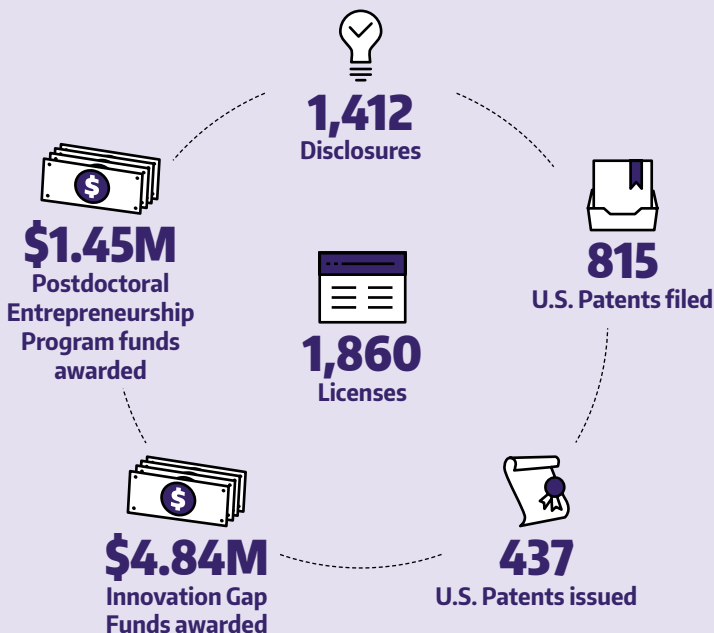 1,412
Disclosures
$
$1.45M
Postdoctoral
Entrepreneurship
Program funds
awarded
815
U.S. Patents filed
1,860
Licenses
$
$4.84M
Innovation Gap
Funds awarded
437
U.S. Patents issued